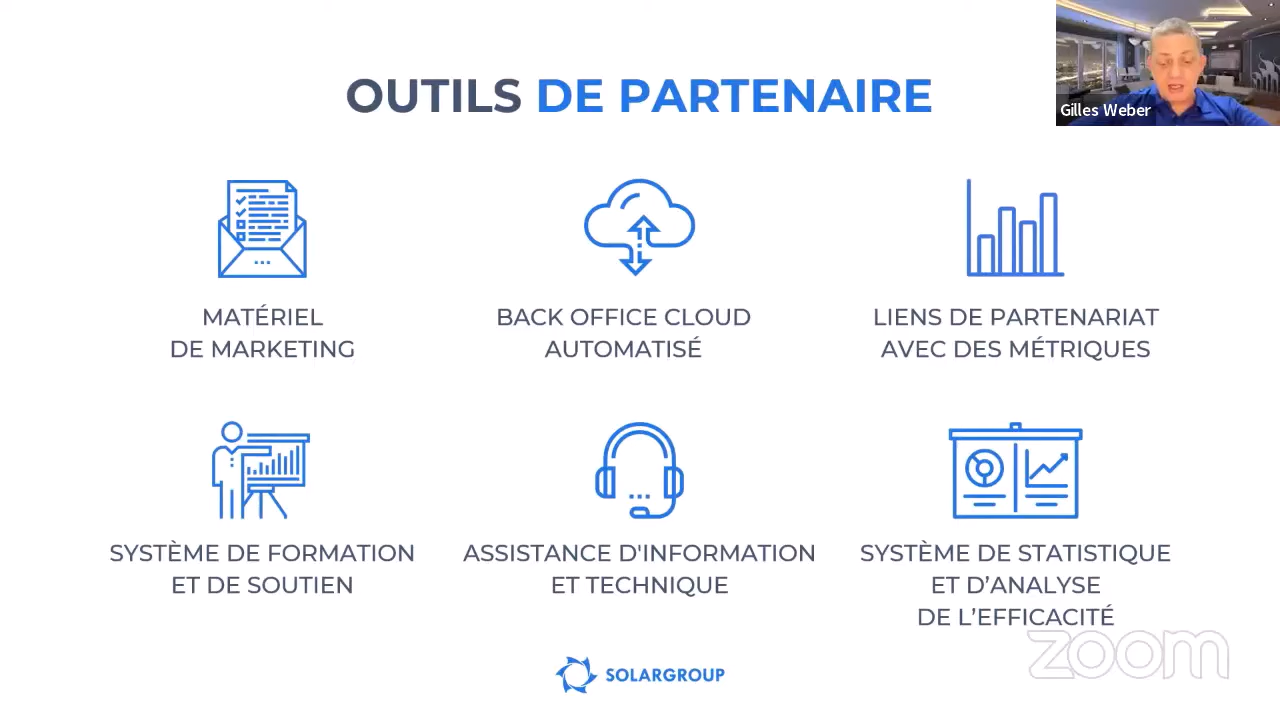 OUTILS DE PARTENAIRE
Gilles Weber
MATÉRIEL
DE MARKETING
BACK OFFICE CLOUD
AUTOMATISÉ
LIENS DE PARTENARIAT
AVEC DES MÉTRIQUES
SYSTÈME DE FORMATION
ET DE SOUTIEN
ASSISTANCE D'INFORMATION
ET TECHNIQUE
SYSTÈME DE STATISTIQUE
ET D’ANALYSE
DE L’EFFICACITÉ
zoom
SOLARGROUP